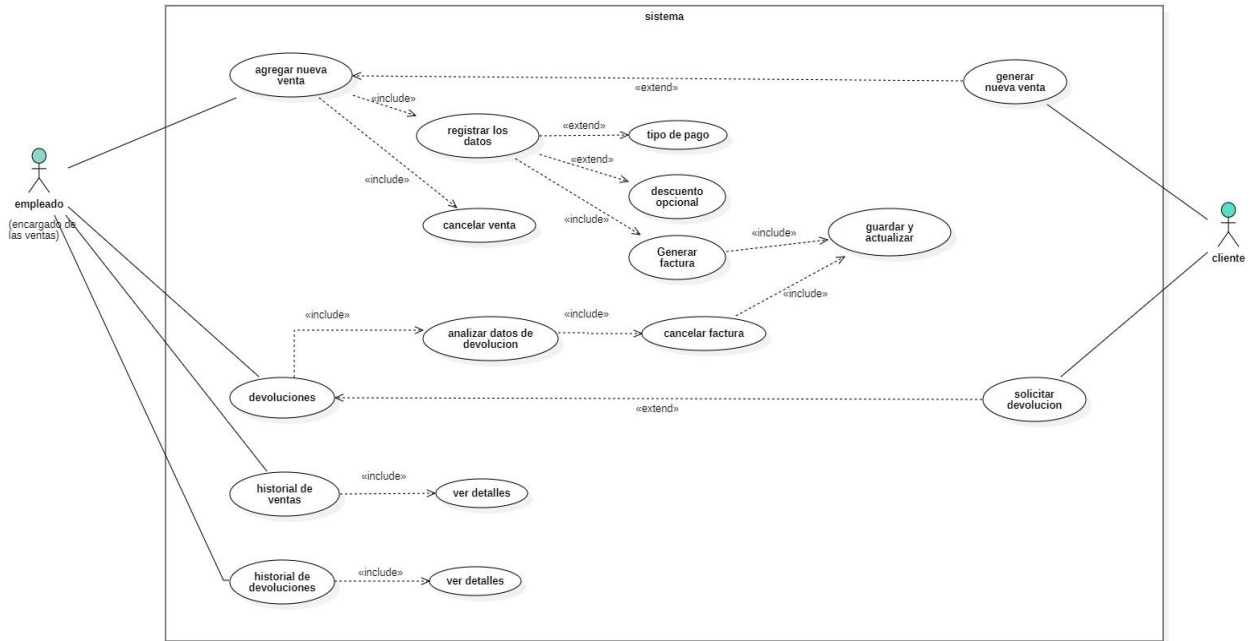 sistema
agregar nueva
venta
generar
nueva venta
«extend»
«include»
registrar los
datos
«extend»
tipo de pago
«extend»
empleado
(encargado de
las ventas)
«include»
descuento
opcional
cancelar venta
«include»
guardar y
actualizar
Generar
factura
«include»
cliente
«include»
«include»
analizar datos de
devolucion
«include»
cancelar factura
devoluciones
«extend»
solicitar
devolucion
historial de
ventas
«include»
ver detalles
historial de
devoluciones
«include»
ver detalles